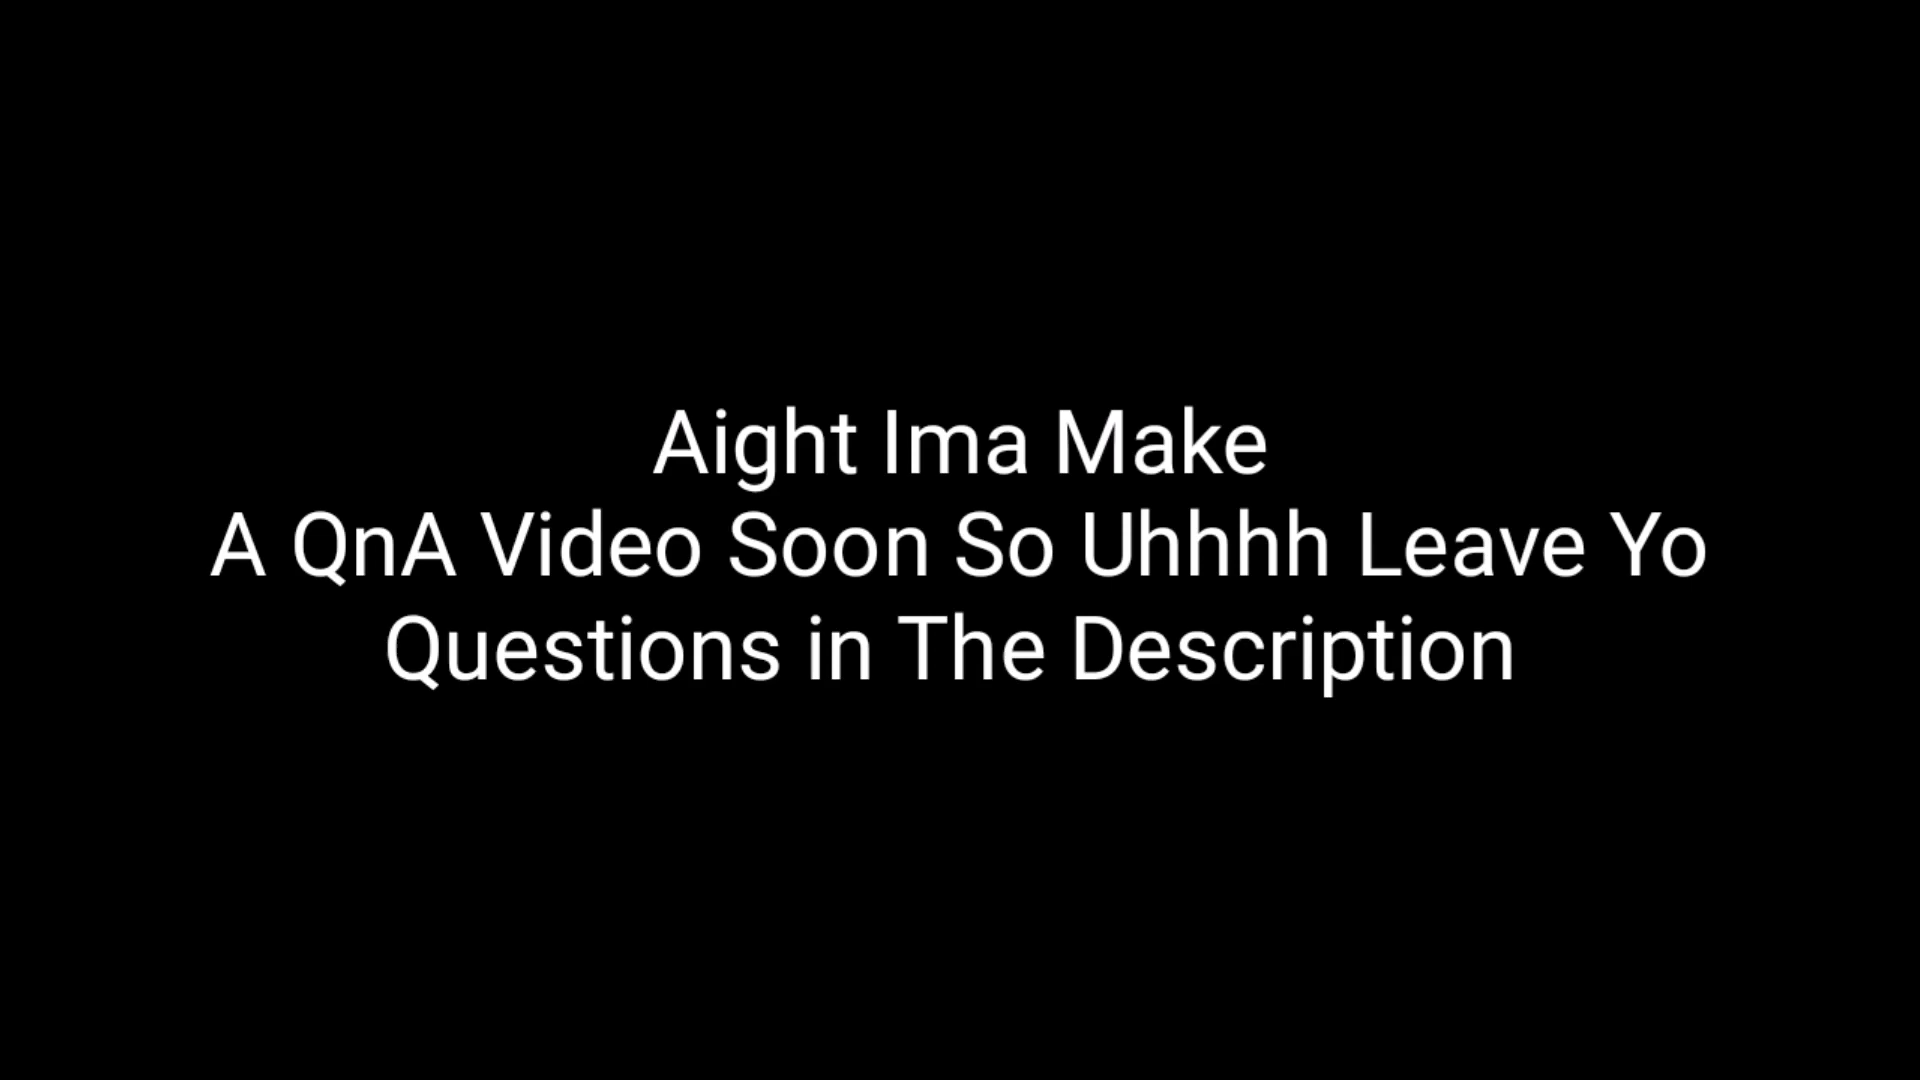 Aight Ima Make
A QnA Video Soon So Uhhhh Leave Yo
Questions in The Description